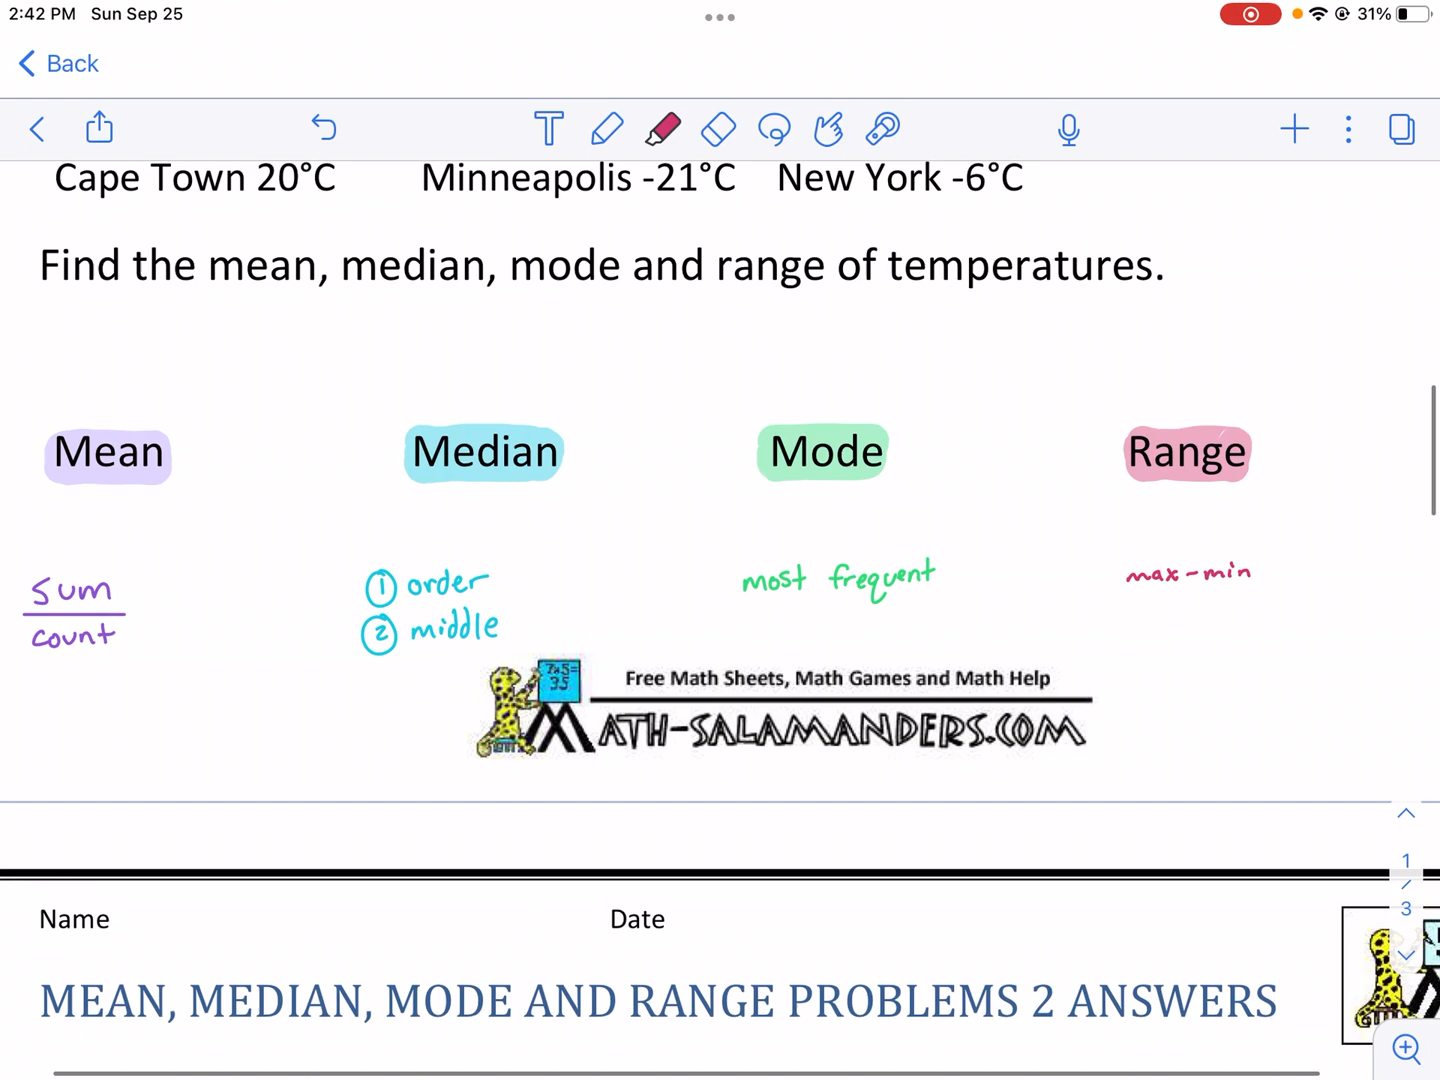 2:42 PM Sun Sep 25 31%
Back
Cape Town 20°C Minneapolis -21°C New York -6°C
Find the mean, median, mode and range of temperatures.
Mean Median Mode Range
sum
count
① order
② middle
most frequent
max-min
7x5=
35
Free Math Sheets, Math Games and Math Help
MATH-SALAMANDERS.COM
1
/
3
Name Date
MEAN, MEDIAN, MODE AND RANGE PROBLEMS 2 ANSWERS